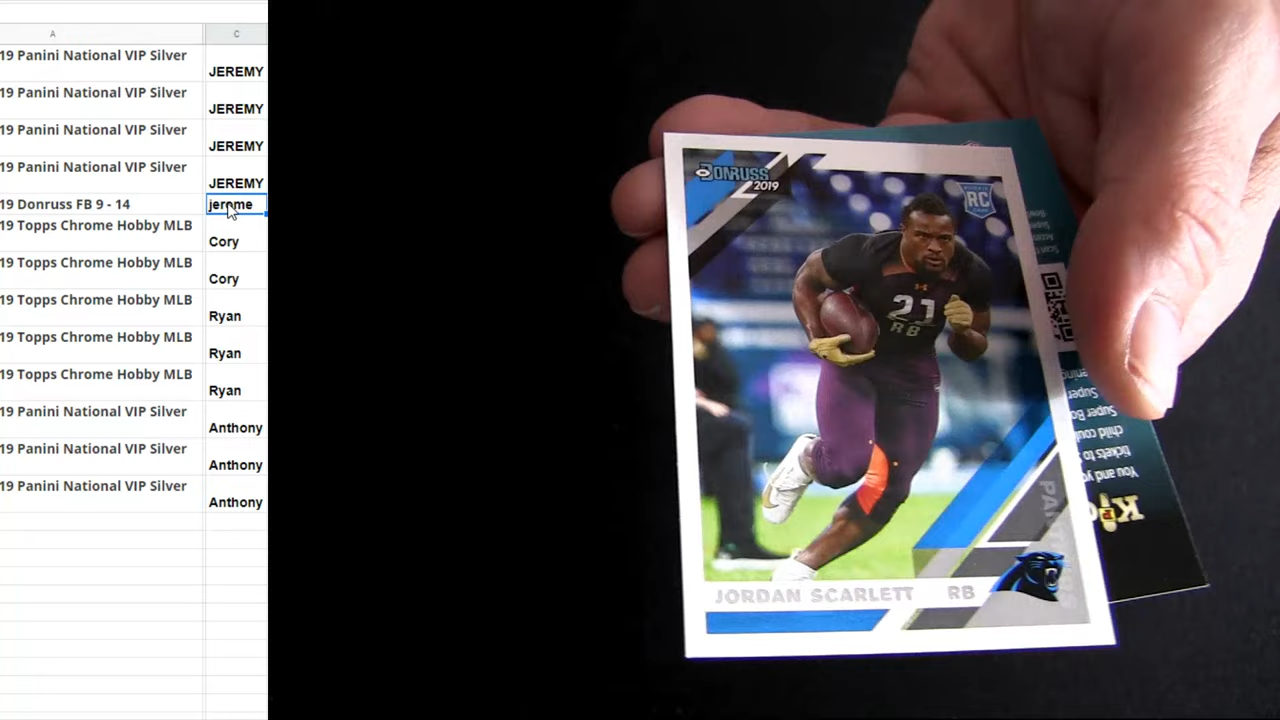 A C
19 Panini National VIP Silver JEREMY
19 Panini National VIP Silver JEREMY
19 Panini National VIP Silver JEREMY
19 Panini National VIP Silver JEREMY
19 Donruss FB 9 - 14 jerome
19 Topps Chrome Hobby MLB Cory
19 Topps Chrome Hobby MLB Cory
19 Topps Chrome Hobby MLB Ryan
19 Topps Chrome Hobby MLB Ryan
19 Topps Chrome Hobby MLB Ryan
19 Panini National VIP Silver Anthony
19 Panini National VIP Silver Anthony
19 Panini National VIP Silver Anthony
DONRUSS
2019
RC
21
RB
JORDAN SCARLETT RB
You and
tickets to
child
Super Bo
Super